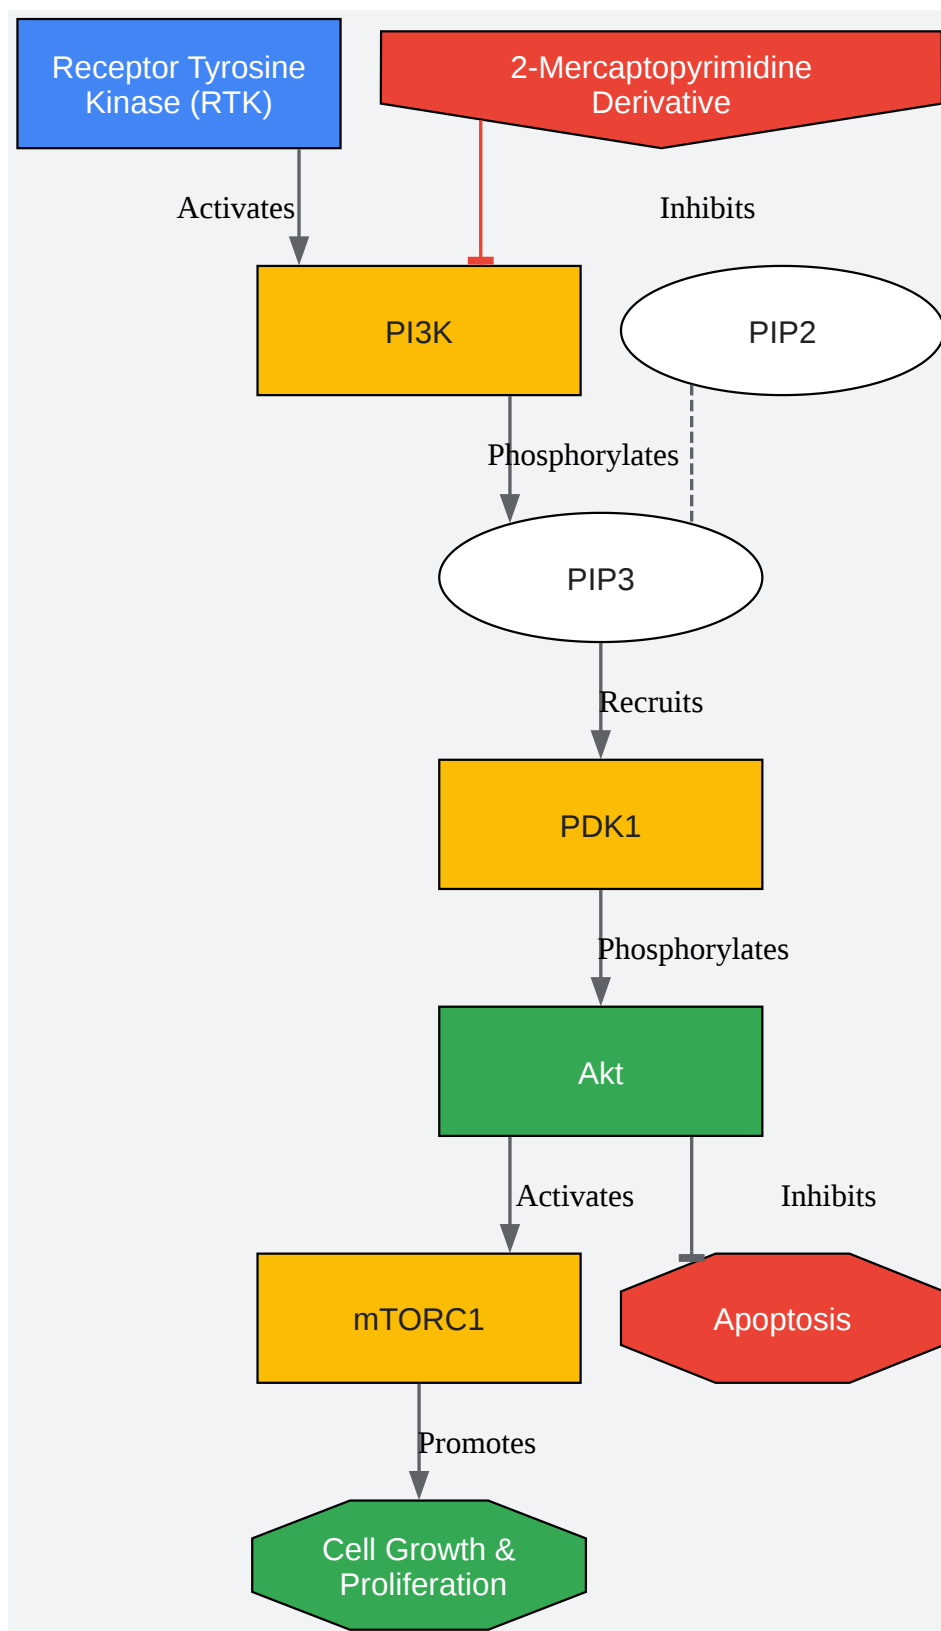 Receptor Tyrosine
Kinase (RTK)
2-Mercaptopyrimidine
Derivative
Activates
Inhibits
PI3K
PIP2
Phosphorylates
PIP3
Recruits
PDK1
Phosphorylates
Akt
Activates
Inhibits
mTORC1
Apoptosis
Promotes
Cell Growth &
Proliferation